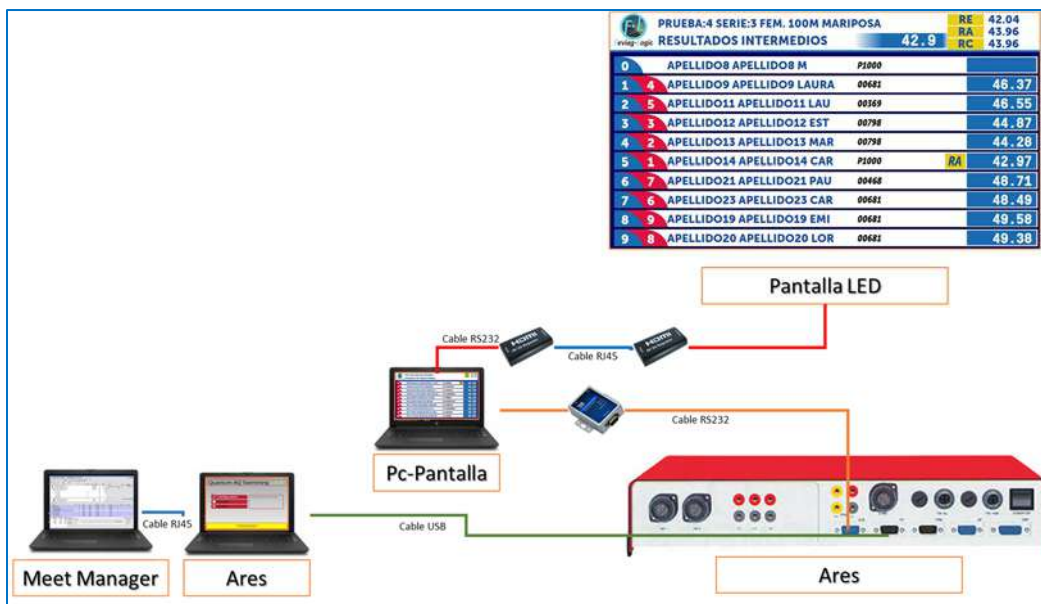 PRUEBA:4 SERIE:3 FEM. 100M MARIPOSA RE 42.04
RA 43.96
RESULTADOS INTERMEDIOS 42.9 RC 43.96
0 APELLIDO8 APELLIDO8 M P1000
1 4 APELLIDO9 APELLIDO9 LAURA 00681 46.37
2 5 APELLIDO11 APELLIDO11 LAU 00369 46.55
3 3 APELLIDO12 APELLIDO12 EST 00798 44.87
4 2 APELLIDO13 APELLIDO13 MAR 00798 44.28
5 1 APELLIDO14 APELLIDO14 CAR P1000 RA 42.97
6 7 APELLIDO21 APELLIDO21 PAU 00468 48.71
7 6 APELLIDO23 APELLIDO23 CAR 00681 48.49
8 9 APELLIDO19 APELLIDO19 EMI 00681 49.58
9 8 APELLIDO20 APELLIDO20 LOR 00681 49.38
Pantalla LED
Cable RS232
HDMI
Cable RJ45
HDMI
Cable RS232
Pc-Pantalla
Quantum AQ Swimming
Cable RJ45
Cable USB
Meet Manager
Ares
Ares